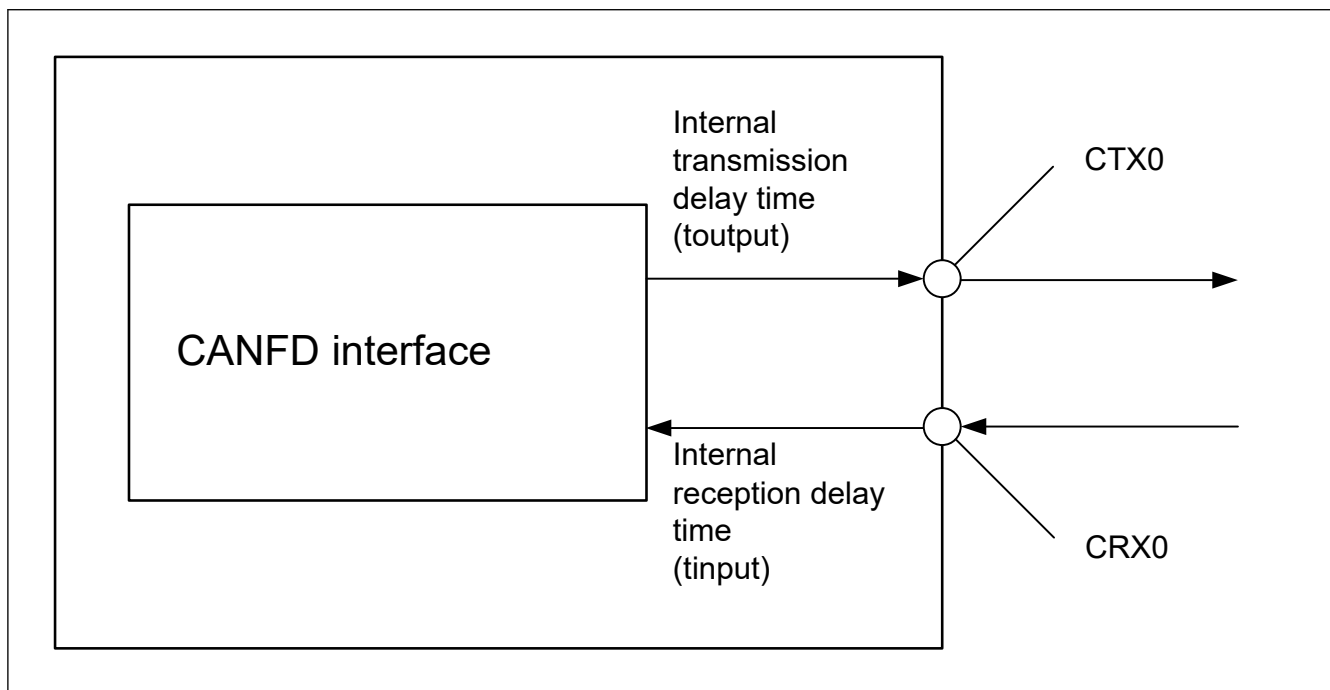 Internal
transmission
delay time
(toutput)
CTX0
CANFD interface
Internal
reception delay
time
(tinput)
CRX0